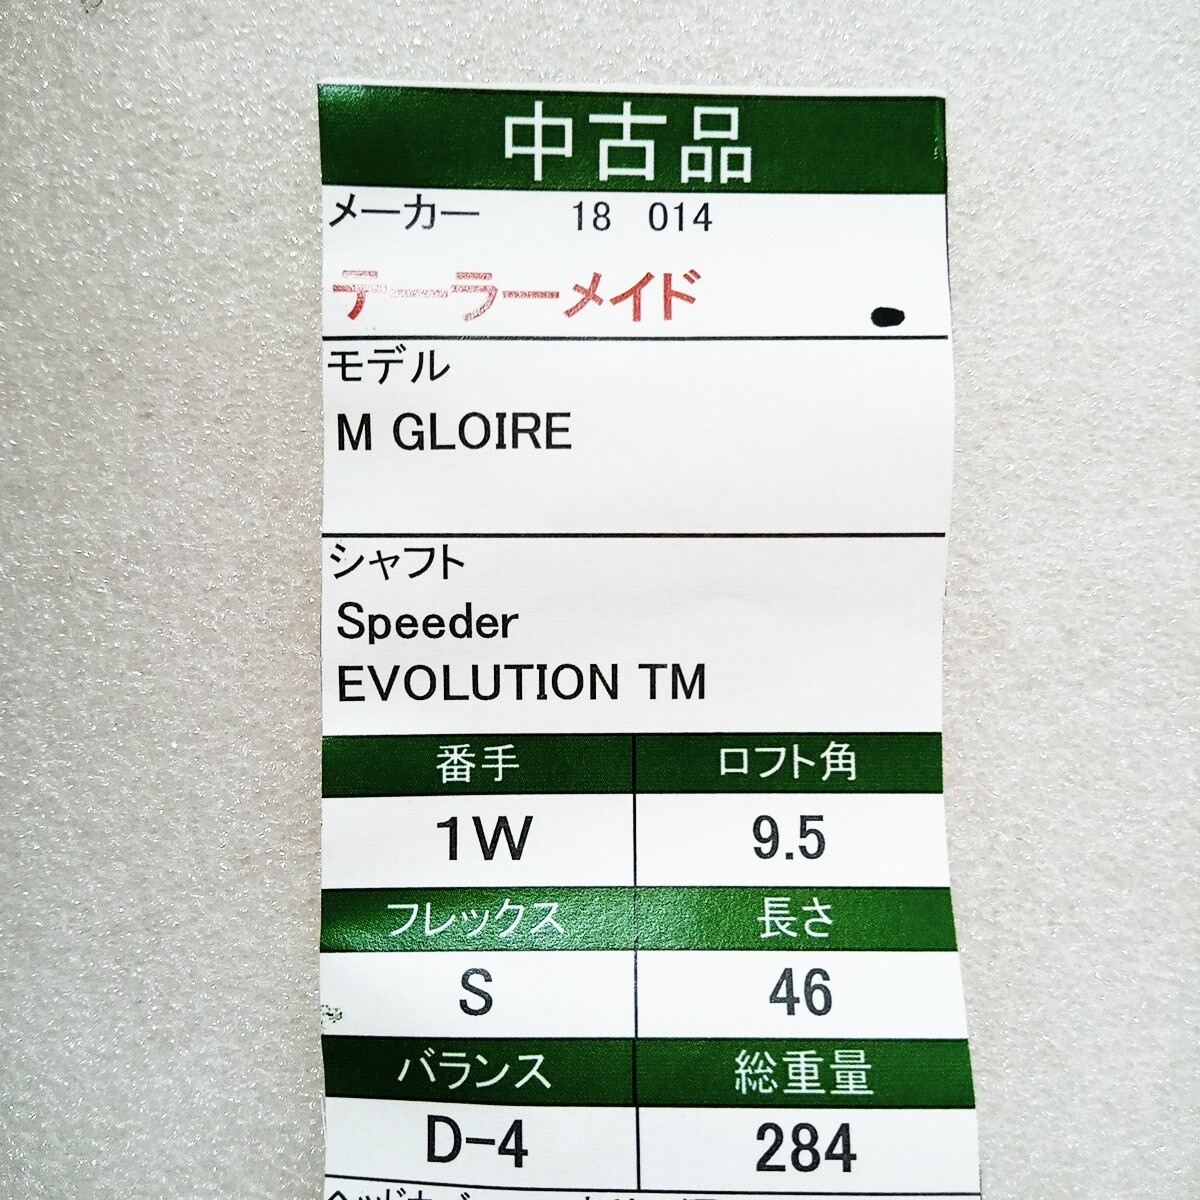 中古品
メーカー 18 014
テーラーメイド
モデル
M GLOIRE
シャフト
Speeder
EVOLUTION TM
番手 ロフト角
1W 9.5
フレックス 長さ
S 46
バランス 総重量
D-4 284